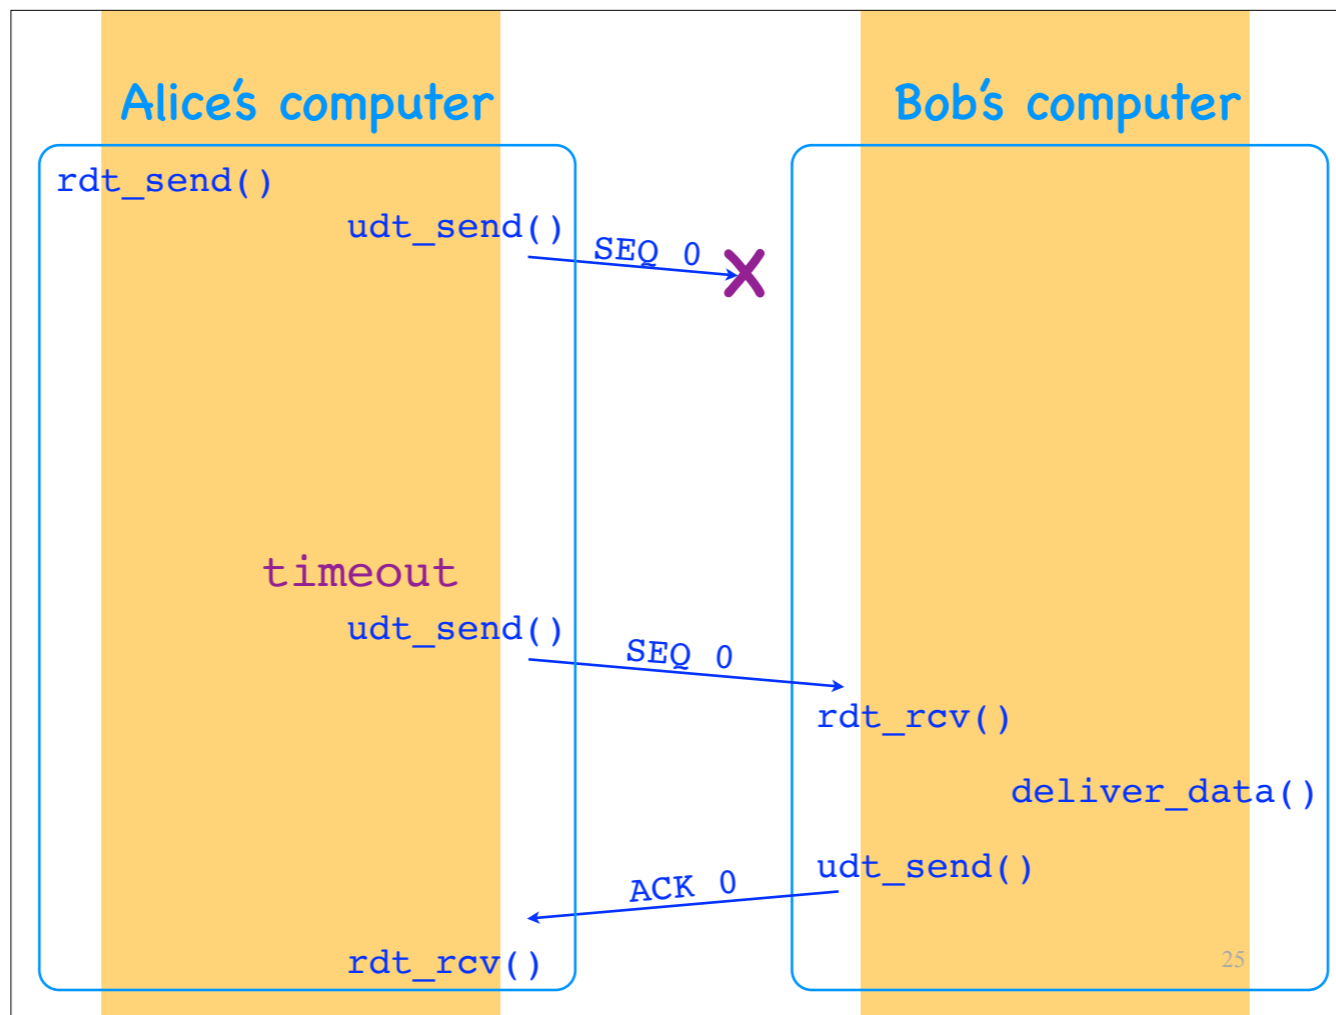 Alice's computer
Bob's computer
rdt_send()
udt_send()
SEQ 0
timeout
udt_send()
SEQ 0
rdt_rcv()
deliver_data()
udt_send()
ACK 0
rdt_rcv()
25